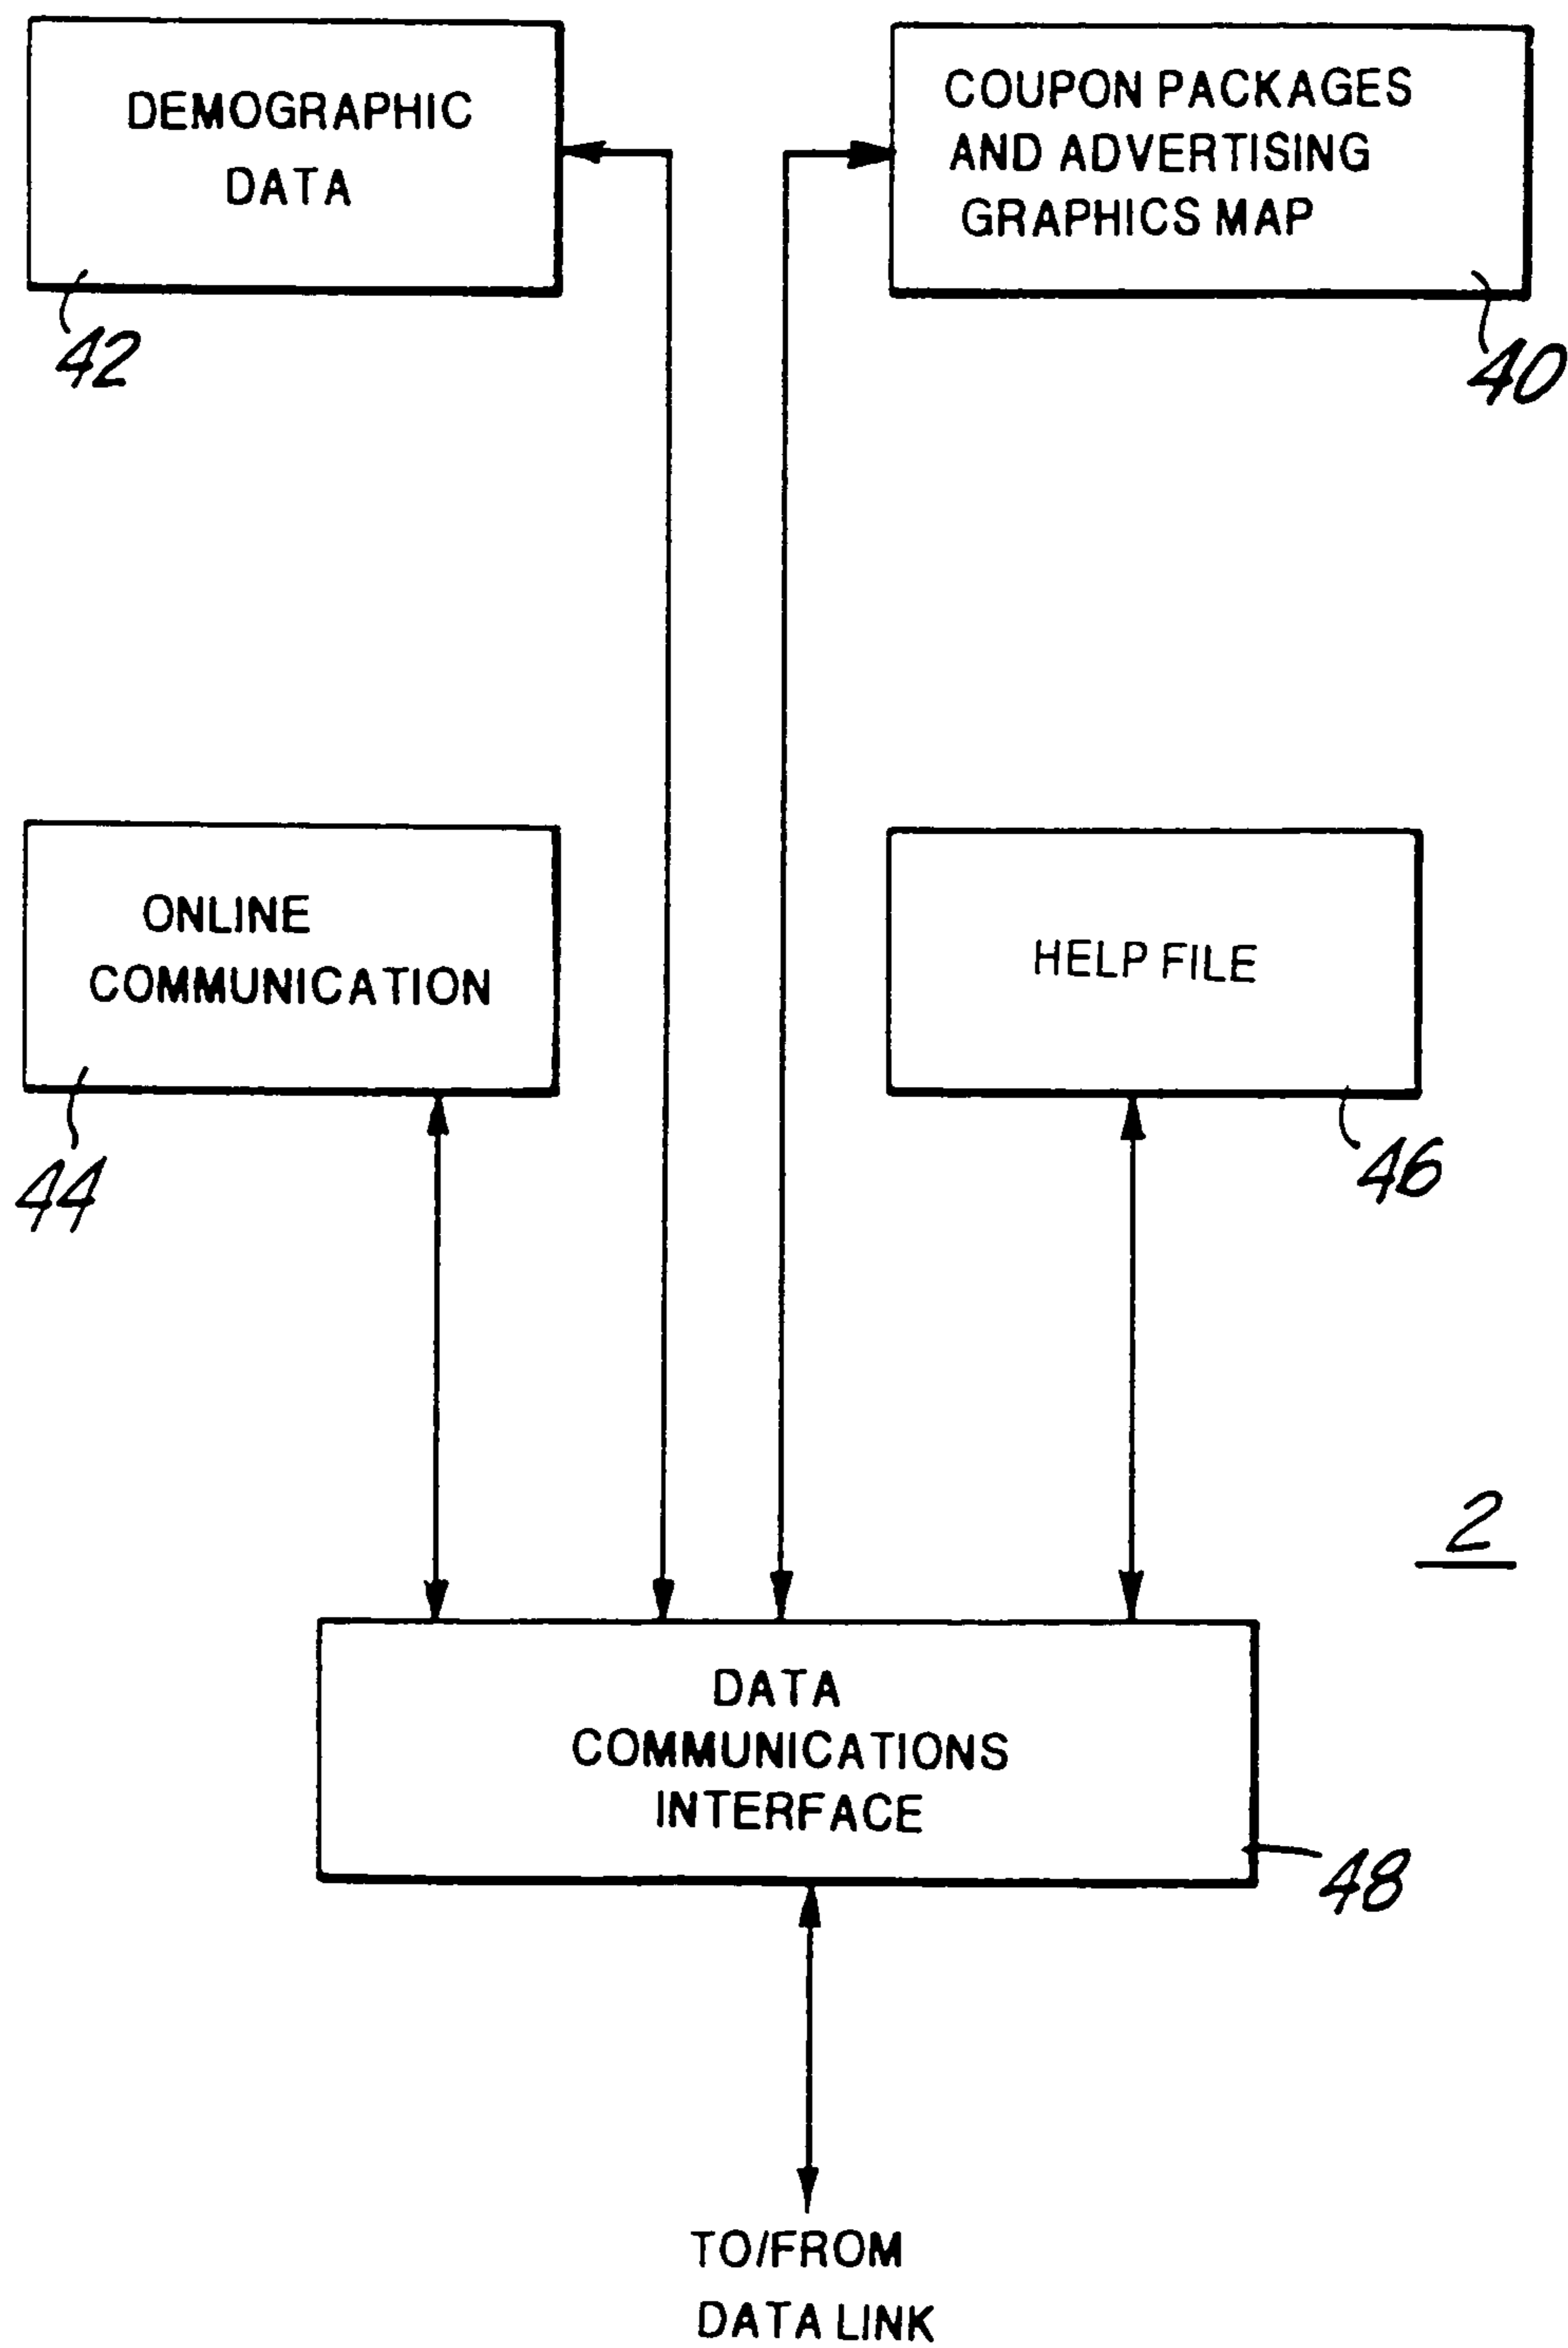 DEMOGRAPHIC
DATA
42
COUPON PACKAGES
AND ADVERTISING
GRAPHICS MAP
40
ONLINE
COMMUNICATION
44
HELP FILE
46
2
DATA
COMMUNICATIONS
INTERFACE
48
TO/FROM
DATA LINK